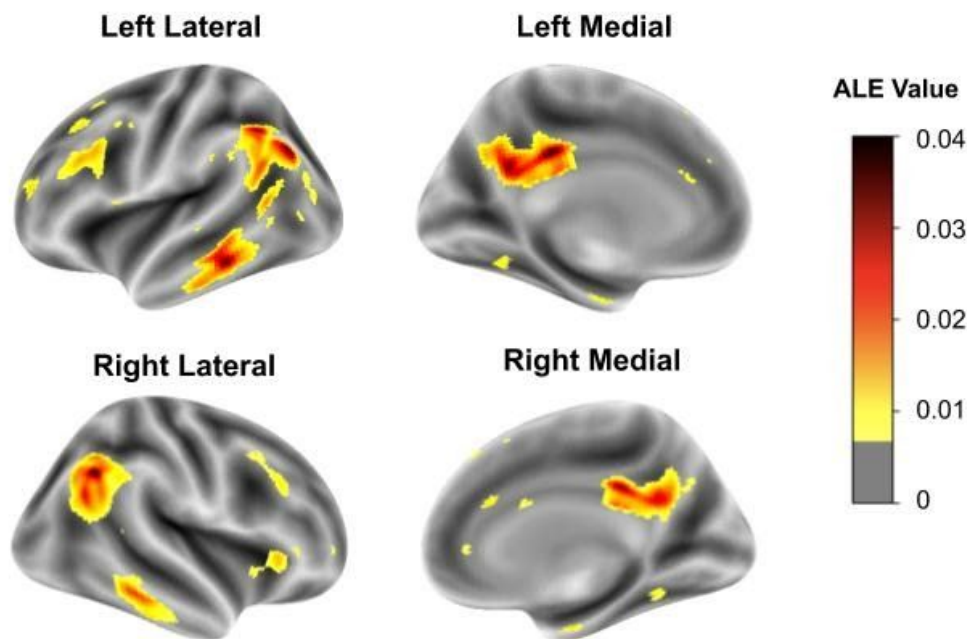 Left Lateral
Left Medial
ALE Value
0.04
0.03
0.02
0.01
0
Right Lateral
Right Medial